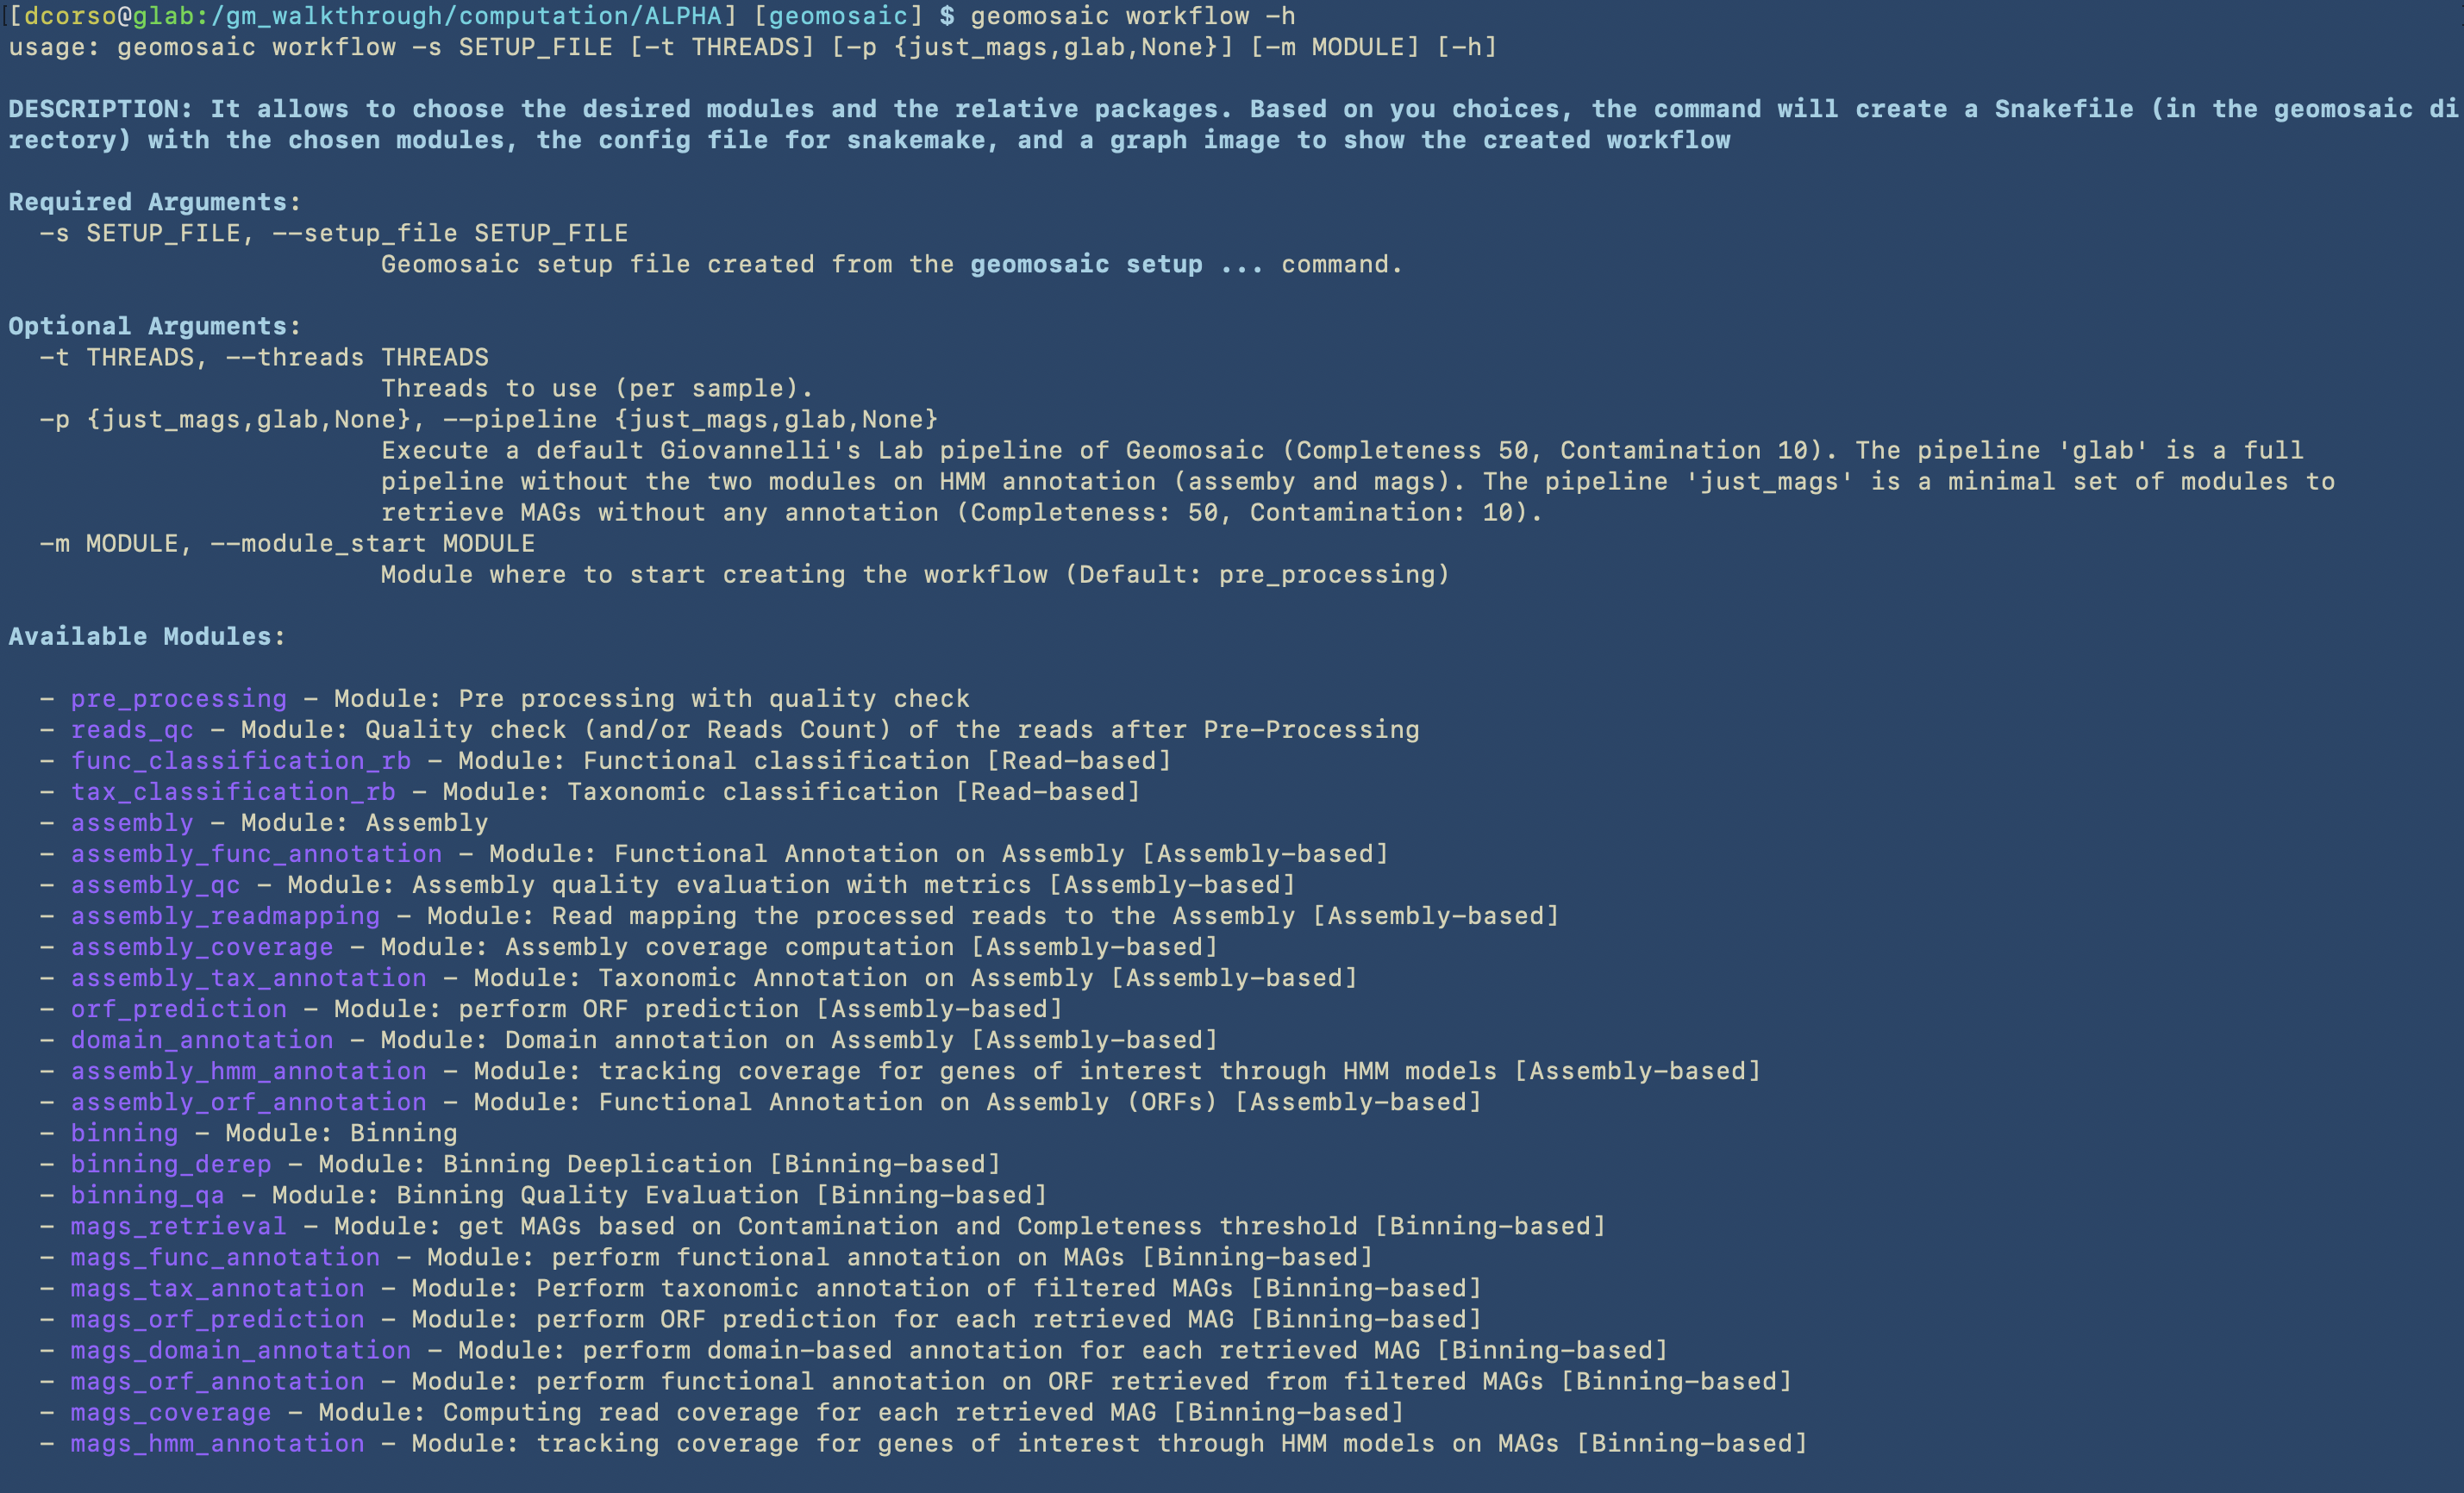 [dcorso@glab:/gm_walkthrough/computation/ALPHA] [geomosaic] $ geomosaic workflow -h
usage: geomosaic workflow -s SETUP_FILE [-t THREADS] [-p {just_mags,glab,None}] [-m MODULE] [-h]
DESCRIPTION: It allows to choose the desired modules and the relative packages. Based on you choices, the command will create a Snakefile (in the geomosaic di
rectory) with the chosen modules, the config file for snakemake, and a graph image to show the created workflow
Required Arguments:
-s SETUP_FILE, --setup_file SETUP_FILE
Geomosaic setup file created from the geomosaic setup ... command.
Optional Arguments:
-t THREADS, --threads THREADS
Threads to use (per sample).
-p {just_mags,glab,None}, --pipeline {just_mags,glab,None}
Execute a default Giovannelli's Lab pipeline of Geomosaic (Completeness 50, Contamination 10). The pipeline 'glab' is a full
pipeline without the two modules on HMM annotation (assemby and mags). The pipeline 'just_mags' is a minimal set of modules to
retrieve MAGs without any annotation (Completeness: 50, Contamination: 10).
-m MODULE, --module_start MODULE
Module where to start creating the workflow (Default: pre_processing)
Available Modules:
- pre_processing - Module: Pre processing with quality check
- reads_qc - Module: Quality check (and/or Reads Count) of the reads after Pre-Processing
- func_classification_rb - Module: Functional classification [Read-based]
- tax_classification_rb - Module: Taxonomic classification [Read-based]
- assembly - Module: Assembly
- assembly_func_annotation - Module: Functional Annotation on Assembly [Assembly-based]
- assembly_qc - Module: Assembly quality evaluation with metrics [Assembly-based]
- assembly_readmapping - Module: Read mapping the processed reads to the Assembly [Assembly-based]
- assembly_coverage - Module: Assembly coverage computation [Assembly-based]
- assembly_tax_annotation - Module: Taxonomic Annotation on Assembly [Assembly-based]
- orf_prediction - Module: perform ORF prediction [Assembly-based]
- domain_annotation - Module: Domain annotation on Assembly [Assembly-based]
- assembly_hmm_annotation - Module: tracking coverage for genes of interest through HMM models [Assembly-based]
- assembly_orf_annotation - Module: Functional Annotation on Assembly (ORFs) [Assembly-based]
- binning - Module: Binning
- binning_derep - Module: Binning Deeplication [Binning-based]
- binning_qa - Module: Binning Quality Evaluation [Binning-based]
- mags_retrieval - Module: get MAGs based on Contamination and Completeness threshold [Binning-based]
- mags_func_annotation - Module: perform functional annotation on MAGs [Binning-based]
- mags_tax_annotation - Module: Perform taxonomic annotation of filtered MAGs [Binning-based]
- mags_orf_prediction - Module: perform ORF prediction for each retrieved MAG [Binning-based]
- mags_domain_annotation - Module: perform domain-based annotation for each retrieved MAG [Binning-based]
- mags_orf_annotation - Module: perform functional annotation on ORF retrieved from filtered MAGs [Binning-based]
- mags_coverage - Module: Computing read coverage for each retrieved MAG [Binning-based]
- mags_hmm_annotation - Module: tracking coverage for genes of interest through HMM models on MAGs [Binning-based]